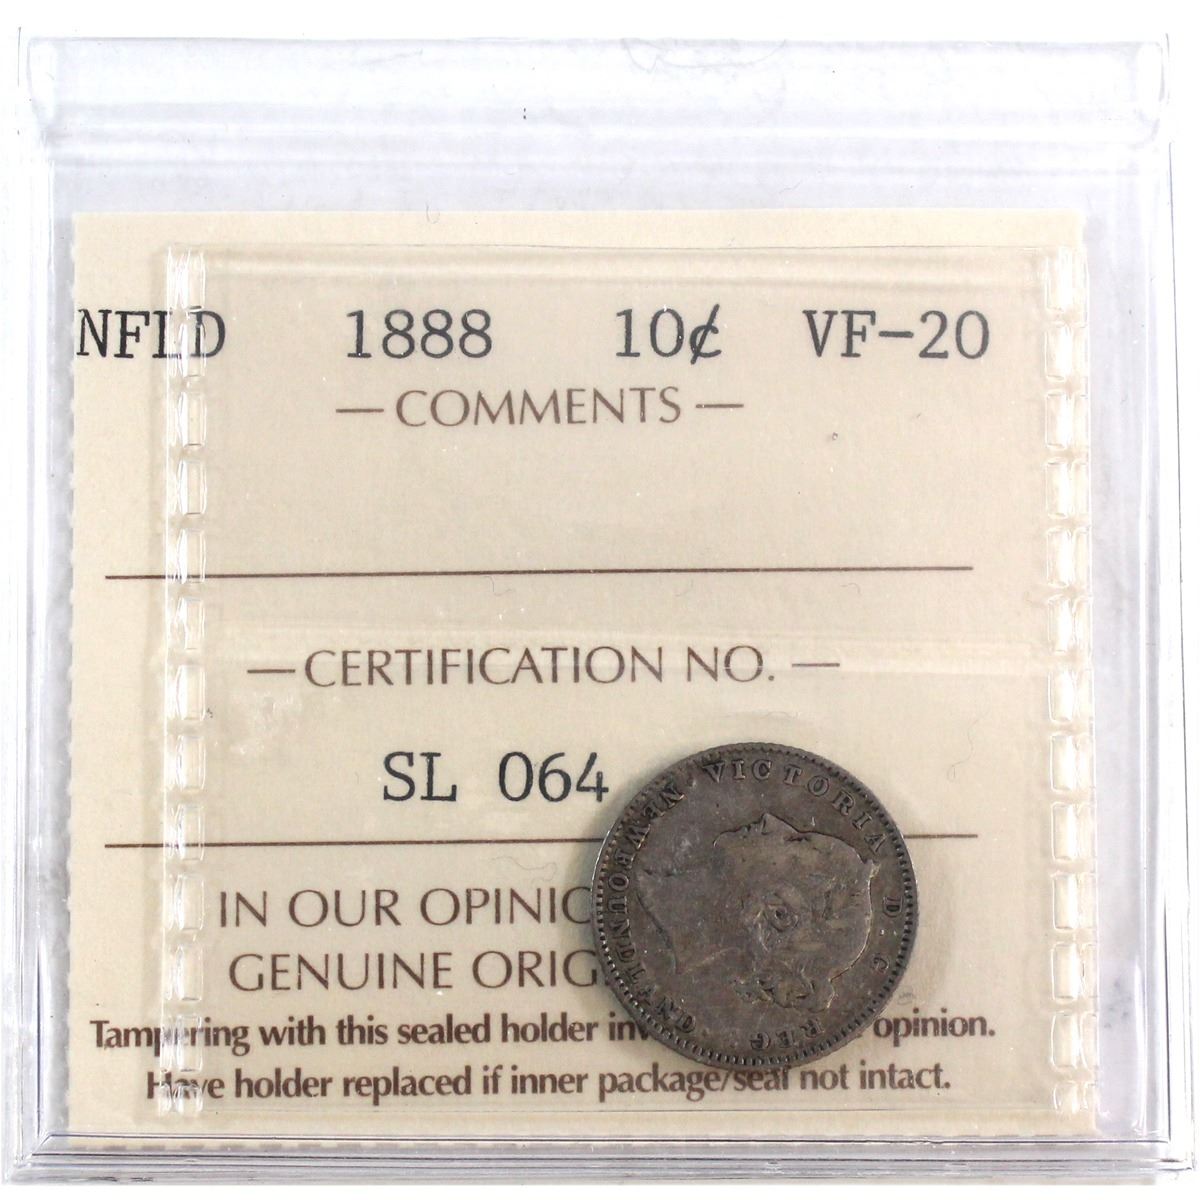 NFLD 1888 10¢ VF-20
— COMMENTS —
— CERTIFICATION NO. —
SL 064
IN OUR OPINIO
GENUINE ORIG
Tampering with this sealed holder inv opinion.
Have holder replaced if inner package/seal not intact.
VICTORIA D. G. REG. NEWFOUNDLAND